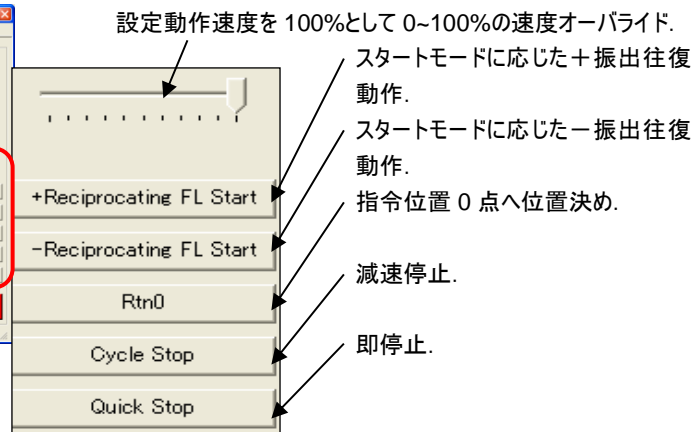 設定動作速度を 100%として 0~100%の速度オーバライド.
スタートモードに応じた＋振出往復
動作.
スタートモードに応じた－振出往復
動作.
指令位置 0 点へ位置決め.
減速停止.
即停止.
+Reciprocating FL Start
-Reciprocating FL Start
Rtn0
Cycle Stop
Quick Stop